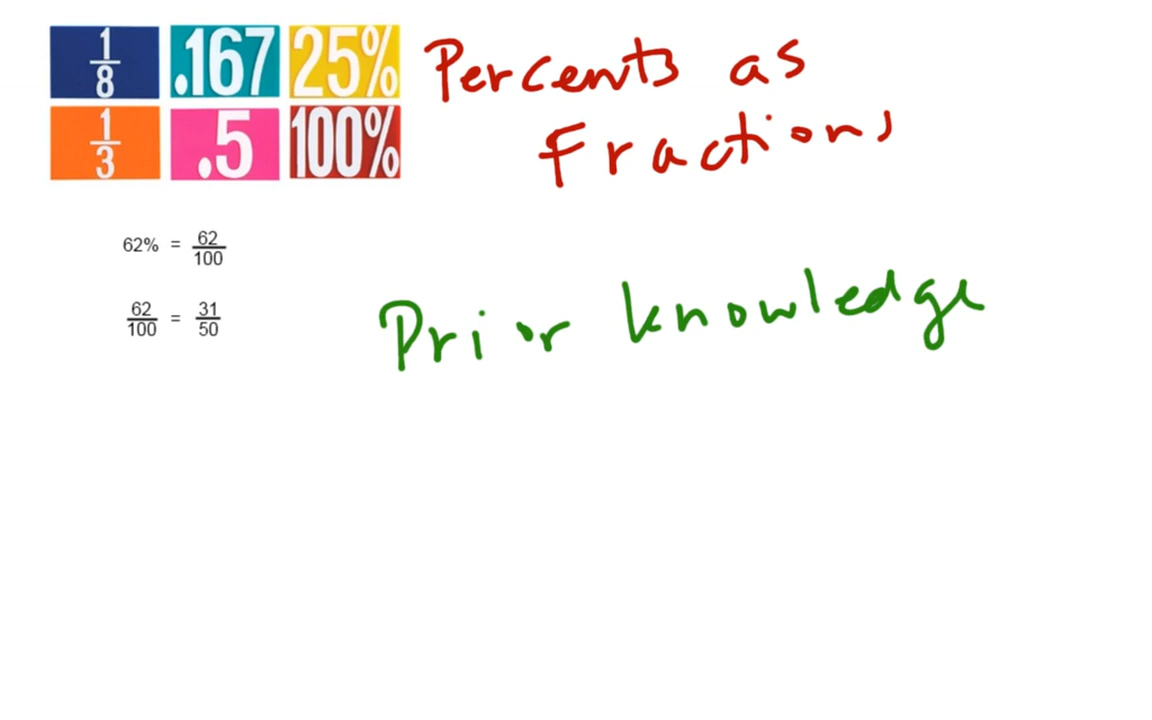 1/8 .167 25% Percents as
1/3 .5 100% Fractions
62% = 62/100
62/100 = 31/50
Prior knowledge